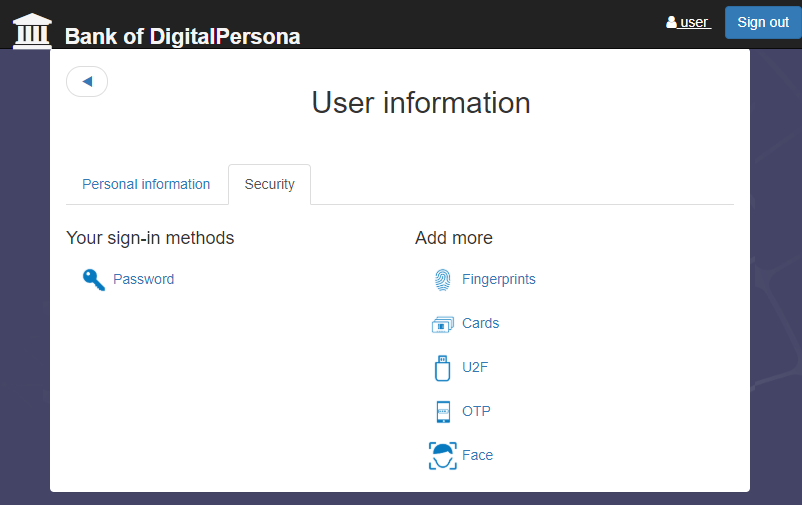 Bank of DigitalPersona
user
Sign out
User information
Personal information
Security
Your sign-in methods
Password
Add more
Fingerprints
Cards
U2F
OTP
Face